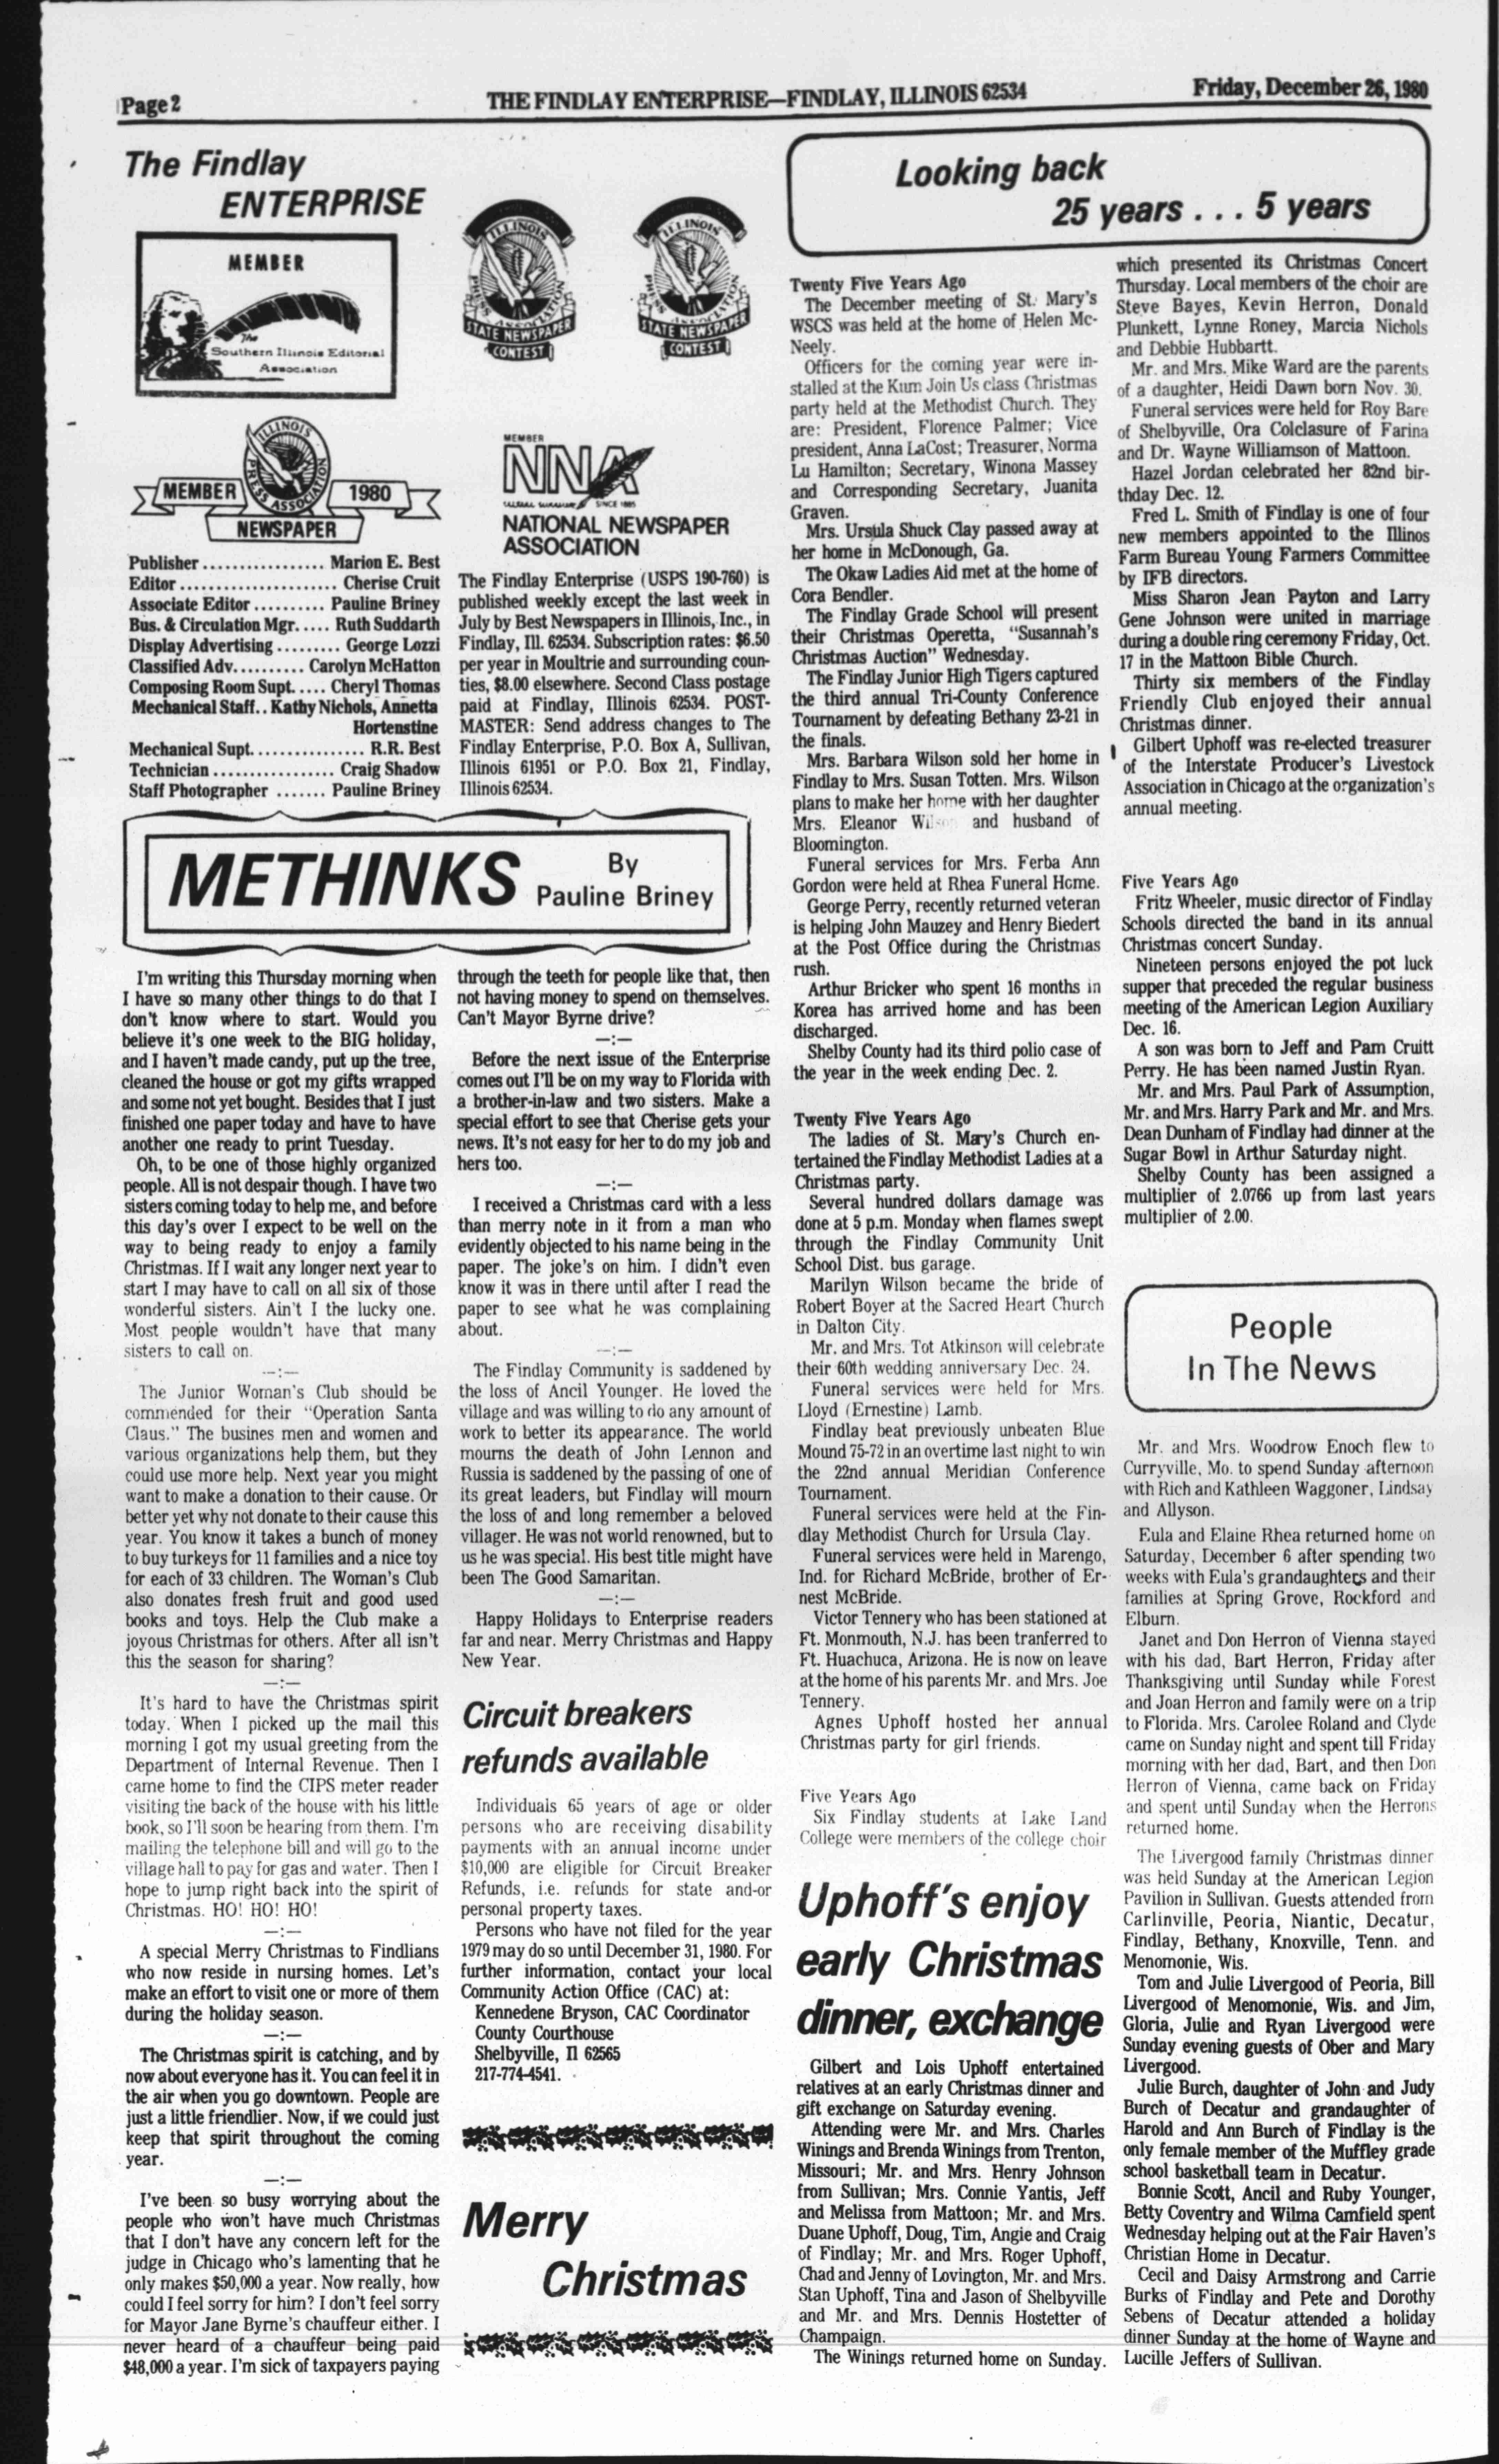 Page 2
THE FINDLAY ENTERPRISE—FINDLAY, ILLINOIS 62534
Friday, December 26, 1980
The Findlay
ENTERPRISE
MEMBER
The
Southern Illinois Editorial
Association
ILLINOIS
PRESS ASSOCIATION
STATE NEWSPAPER
CONTEST
ILLINOIS
PRESS ASSOCIATION
STATE NEWSPAPER
CONTEST
ILLINOIS
PRESS ASSOCIATION
MEMBER 1980
NEWSPAPER
MEMBER
NNA
SINCE 1885
NATIONAL NEWSPAPER
ASSOCIATION
Publisher ................ Marion E. Best
Editor ..................... Cherise Cruit
Associate Editor .......... Pauline Briney
Bus. & Circulation Mgr. .... Ruth Suddarth
Display Advertising ......... George Lozzi
Classified Adv. ......... Carolyn McHatton
Composing Room Supt. .... Cheryl Thomas
Mechanical Staff. . Kathy Nichols, Annetta
Hortenstine
Mechanical Supt. .............. R.R. Best
Technician ................ Craig Shadow
Staff Photographer ....... Pauline Briney
The Findlay Enterprise (USPS 190-760) is
published weekly except the last week in
July by Best Newspapers in Illinois, Inc., in
Findlay, Ill. 62534. Subscription rates: $6.50
per year in Moultrie and surrounding coun-
ties, $8.00 elsewhere. Second Class postage
paid at Findlay, Illinois 62534. POST-
MASTER: Send address changes to The
Findlay Enterprise, P.O. Box A, Sullivan,
Illinois 61951 or P.O. Box 21, Findlay,
Illinois 62534.
METHINKS
By
Pauline Briney
I'm writing this Thursday morning when
I have so many other things to do that I
don't know where to start. Would you
believe it's one week to the BIG holiday,
and I haven't made candy, put up the tree,
cleaned the house or got my gifts wrapped
and some not yet bought. Besides that I just
finished one paper today and have to have
another one ready to print Tuesday.
Oh, to be one of those highly organized
people. All is not despair though. I have two
sisters coming today to help me, and before
this day's over I expect to be well on the
way to being ready to enjoy a family
Christmas. If I wait any longer next year to
start I may have to call on all six of those
wonderful sisters. Ain't I the lucky one.
Most people wouldn't have that many
sisters to call on.
—:—
The Junior Woman's Club should be
commended for their "Operation Santa
Claus." The busines men and women and
various organizations help them, but they
could use more help. Next year you might
want to make a donation to their cause. Or
better yet why not donate to their cause this
year. You know it takes a bunch of money
to buy turkeys for 11 families and a nice toy
for each of 33 children. The Woman's Club
also donates fresh fruit and good used
books and toys. Help the Club make a
joyous Christmas for others. After all isn't
this the season for sharing?
—:—
It's hard to have the Christmas spirit
today. When I picked up the mail this
morning I got my usual greeting from the
Department of Internal Revenue. Then I
came home to find the CIPS meter reader
visiting the back of the house with his little
book, so I'll soon be hearing from them. I'm
mailing the telephone bill and will go to the
village hall to pay for gas and water. Then I
hope to jump right back into the spirit of
Christmas. HO! HO! HO!
—:—
A special Merry Christmas to Findlians
who now reside in nursing homes. Let's
make an effort to visit one or more of them
during the holiday season.
—:—
The Christmas spirit is catching, and by
now about everyone has it. You can feel it in
the air when you go downtown. People are
just a little friendlier. Now, if we could just
keep that spirit throughout the coming
year.
—:—
I've been so busy worrying about the
people who won't have much Christmas
that I don't have any concern left for the
judge in Chicago who's lamenting that he
only makes $50,000 a year. Now really, how
could I feel sorry for him? I don't feel sorry
for Mayor Jane Byrne's chauffeur either. I
never heard of a chauffeur being paid
$48,000 a year. I'm sick of taxpayers paying
through the teeth for people like that, then
not having money to spend on themselves.
Can't Mayor Byrne drive?
—:—
Before the next issue of the Enterprise
comes out I'll be on my way to Florida with
a brother-in-law and two sisters. Make a
special effort to see that Cherise gets your
news. It's not easy for her to do my job and
hers too.
—:—
I received a Christmas card with a less
than merry note in it from a man who
evidently objected to his name being in the
paper. The joke's on him. I didn't even
know it was in there until after I read the
paper to see what he was complaining
about.
—:—
The Findlay Community is saddened by
the loss of Ancil Younger. He loved the
village and was willing to do any amount of
work to better its appearance. The world
mourns the death of John Lennon and
Russia is saddened by the passing of one of
its great leaders, but Findlay will mourn
the loss of and long remember a beloved
villager. He was not world renowned, but to
us he was special. His best title might have
been The Good Samaritan.
—:—
Happy Holidays to Enterprise readers
far and near. Merry Christmas and Happy
New Year.
Circuit breakers
refunds available
Individuals 65 years of age or older
persons who are receiving disability
payments with an annual income under
$10,000 are eligible for Circuit Breaker
Refunds, i.e. refunds for state and-or
personal property taxes.
Persons who have not filed for the year
1979 may do so until December 31, 1980. For
further information, contact your local
Community Action Office (CAC) at:
Kennedene Bryson, CAC Coordinator
County Courthouse
Shelbyville, Il 62565
217-774-4541.
Merry
Christmas
Looking back
25 years . . . 5 years
Twenty Five Years Ago
The December meeting of St. Mary's
WSCS was held at the home of Helen Mc-
Neely.
Officers for the coming year were in-
stalled at the Kum Join Us class Christmas
party held at the Methodist Church. They
are: President, Florence Palmer; Vice
president, Anna LaCost; Treasurer, Norma
Lu Hamilton; Secretary, Winona Massey
and Corresponding Secretary, Juanita
Graven.
Mrs. Ursula Shuck Clay passed away at
her home in McDonough, Ga.
The Okaw Ladies Aid met at the home of
Cora Bendler.
The Findlay Grade School will present
their Christmas Operetta, "Susannah's
Christmas Auction" Wednesday.
The Findlay Junior High Tigers captured
the third annual Tri-County Conference
Tournament by defeating Bethany 23-21 in
the finals.
Mrs. Barbara Wilson sold her home in
Findlay to Mrs. Susan Totten. Mrs. Wilson
plans to make her home with her daughter
Mrs. Eleanor Wilson and husband of
Bloomington.
Funeral services for Mrs. Ferba Ann
Gordon were held at Rhea Funeral Home.
George Perry, recently returned veteran
is helping John Mauzey and Henry Biedert
at the Post Office during the Christmas
rush.
Arthur Bricker who spent 16 months in
Korea has arrived home and has been
discharged.
Shelby County had its third polio case of
the year in the week ending Dec. 2.
Twenty Five Years Ago
The ladies of St. Mary's Church en-
tertained the Findlay Methodist Ladies at a
Christmas party.
Several hundred dollars damage was
done at 5 p.m. Monday when flames swept
through the Findlay Community Unit
School Dist. bus garage.
Marilyn Wilson became the bride of
Robert Boyer at the Sacred Heart Church
in Dalton City.
Mr. and Mrs. Tot Atkinson will celebrate
their 60th wedding anniversary Dec. 24.
Funeral services were held for Mrs.
Lloyd (Ernestine) Lamb.
Findlay beat previously unbeaten Blue
Mound 75-72 in an overtime last night to win
the 22nd annual Meridian Conference
Tournament.
Funeral services were held at the Fin-
dlay Methodist Church for Ursula Clay.
Funeral services were held in Marengo,
Ind. for Richard McBride, brother of Er-
nest McBride.
Victor Tennery who has been stationed at
Ft. Monmouth, N.J. has been tranferred to
Ft. Huachuca, Arizona. He is now on leave
at the home of his parents Mr. and Mrs. Joe
Tennery.
Agnes Uphoff hosted her annual
Christmas party for girl friends.
Five Years Ago
Six Findlay students at Lake Land
College were members of the college choir
which presented its Christmas Concert
Thursday. Local members of the choir are
Steve Bayes, Kevin Herron, Donald
Plunkett, Lynne Roney, Marcia Nichols
and Debbie Hubbartt.
Mr. and Mrs. Mike Ward are the parents
of a daughter, Heidi Dawn born Nov. 30.
Funeral services were held for Roy Bare
of Shelbyville, Ora Colclasure of Farina
and Dr. Wayne Williamson of Mattoon.
Hazel Jordan celebrated her 82nd bir-
thday Dec. 12.
Fred L. Smith of Findlay is one of four
new members appointed to the Illinos
Farm Bureau Young Farmers Committee
by IFB directors.
Miss Sharon Jean Payton and Larry
Gene Johnson were united in marriage
during a double ring ceremony Friday, Oct.
17 in the Mattoon Bible Church.
Thirty six members of the Findlay
Friendly Club enjoyed their annual
Christmas dinner.
Gilbert Uphoff was re-elected treasurer
of the Interstate Producer's Livestock
Association in Chicago at the organization's
annual meeting.
Five Years Ago
Fritz Wheeler, music director of Findlay
Schools directed the band in its annual
Christmas concert Sunday.
Nineteen persons enjoyed the pot luck
supper that preceded the regular business
meeting of the American Legion Auxiliary
Dec. 16.
A son was born to Jeff and Pam Cruitt
Perry. He has been named Justin Ryan.
Mr. and Mrs. Paul Park of Assumption,
Mr. and Mrs. Harry Park and Mr. and Mrs.
Dean Dunham of Findlay had dinner at the
Sugar Bowl in Arthur Saturday night.
Shelby County has been assigned a
multiplier of 2.0766 up from last years
multiplier of 2.00.
Uphoff's enjoy
early Christmas
dinner, exchange
Gilbert and Lois Uphoff entertained
relatives at an early Christmas dinner and
gift exchange on Saturday evening.
Attending were Mr. and Mrs. Charles
Winings and Brenda Winings from Trenton,
Missouri; Mr. and Mrs. Henry Johnson
from Sullivan; Mrs. Connie Yantis, Jeff
and Melissa from Mattoon; Mr. and Mrs.
Duane Uphoff, Doug, Tim, Angie and Craig
of Findlay; Mr. and Mrs. Roger Uphoff,
Chad and Jenny of Lovington, Mr. and Mrs.
Stan Uphoff, Tina and Jason of Shelbyville
and Mr. and Mrs. Dennis Hostetter of
Champaign.
The Winings returned home on Sunday.
People
In The News
Mr. and Mrs. Woodrow Enoch flew to
Curryville, Mo. to spend Sunday afternoon
with Rich and Kathleen Waggoner, Lindsay
and Allyson.
Eula and Elaine Rhea returned home on
Saturday, December 6 after spending two
weeks with Eula's grandaughters and their
families at Spring Grove, Rockford and
Elburn.
Janet and Don Herron of Vienna stayed
with his dad, Bart Herron, Friday after
Thanksgiving until Sunday while Forest
and Joan Herron and family were on a trip
to Florida. Mrs. Carolee Roland and Clyde
came on Sunday night and spent till Friday
morning with her dad, Bart, and then Don
Herron of Vienna, came back on Friday
and spent until Sunday when the Herrons
returned home.
The Livergood family Christmas dinner
was held Sunday at the American Legion
Pavilion in Sullivan. Guests attended from
Carlinville, Peoria, Niantic, Decatur,
Findlay, Bethany, Knoxville, Tenn. and
Menomonie, Wis.
Tom and Julie Livergood of Peoria, Bill
Livergood of Menomonie, Wis. and Jim,
Gloria, Julie and Ryan Livergood were
Sunday evening guests of Ober and Mary
Livergood.
Julie Burch, daughter of John and Judy
Burch of Decatur and grandaughter of
Harold and Ann Burch of Findlay is the
only female member of the Muffley grade
school basketball team in Decatur.
Bonnie Scott, Ancil and Ruby Younger,
Betty Coventry and Wilma Camfield spent
Wednesday helping out at the Fair Haven's
Christian Home in Decatur.
Cecil and Daisy Armstrong and Carrie
Burks of Findlay and Pete and Dorothy
Sebens of Decatur attended a holiday
dinner Sunday at the home of Wayne and
Lucille Jeffers of Sullivan.